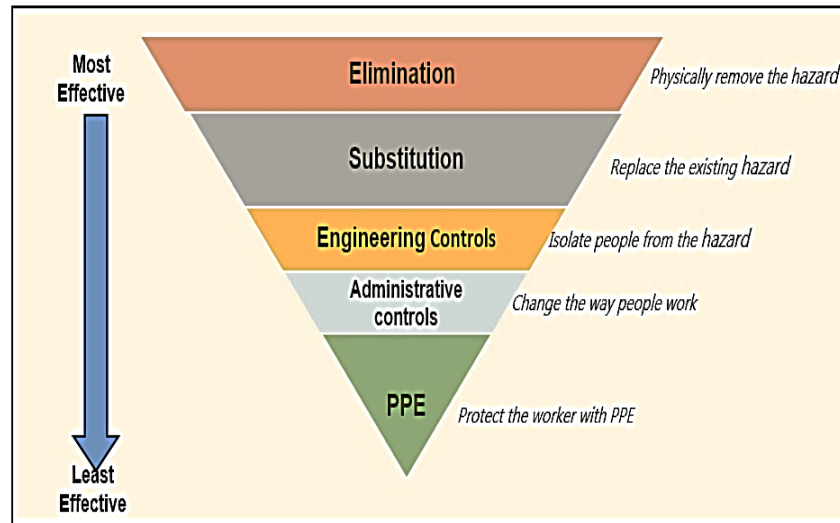 Most
Effective
Elimination
Physically remove the hazard
Substitution
Replace the existing hazard
Engineering Controls
Isolate people from the hazard
Administrative
controls
Change the way people work
PPE
Protect the worker with PPE
Least
Effective